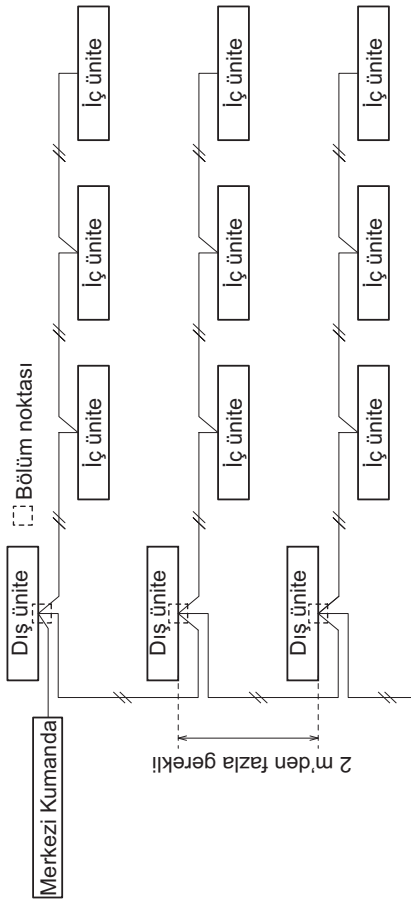 Merkezi Kumanda
Dış ünite
Bölüm noktası
İç ünite
İç ünite
İç ünite
Dış ünite
İç ünite
İç ünite
İç ünite
Dış ünite
İç ünite
İç ünite
İç ünite
2 m'den fazla gerekli